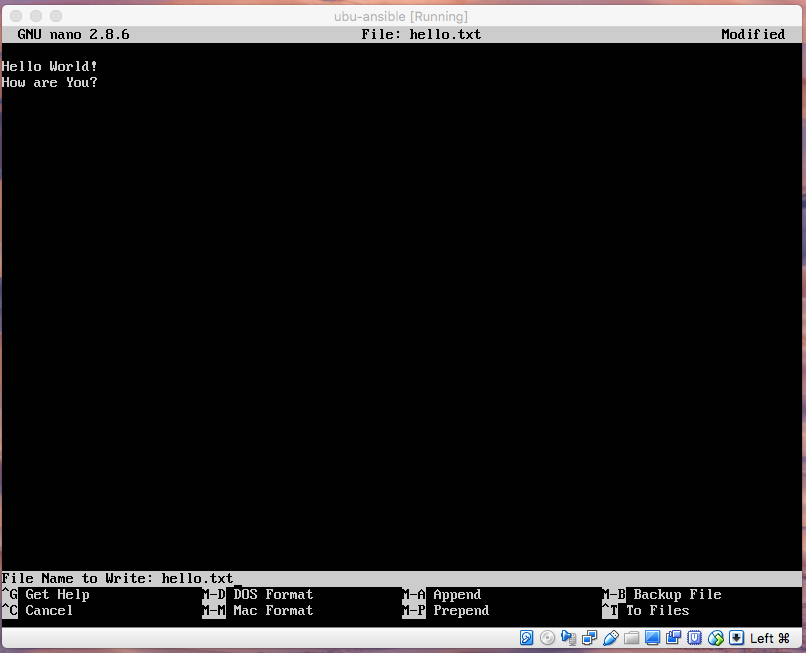 ubu-ansible [Running]
GNU nano 2.8.6 File: hello.txt Modified
Hello World!
How are You?
File Name to Write: hello.txt
^G Get Help M-D DOS Format M-A Append M-B Backup File
^C Cancel M-M Mac Format M-P Prepend ^T To Files
Left ⌘